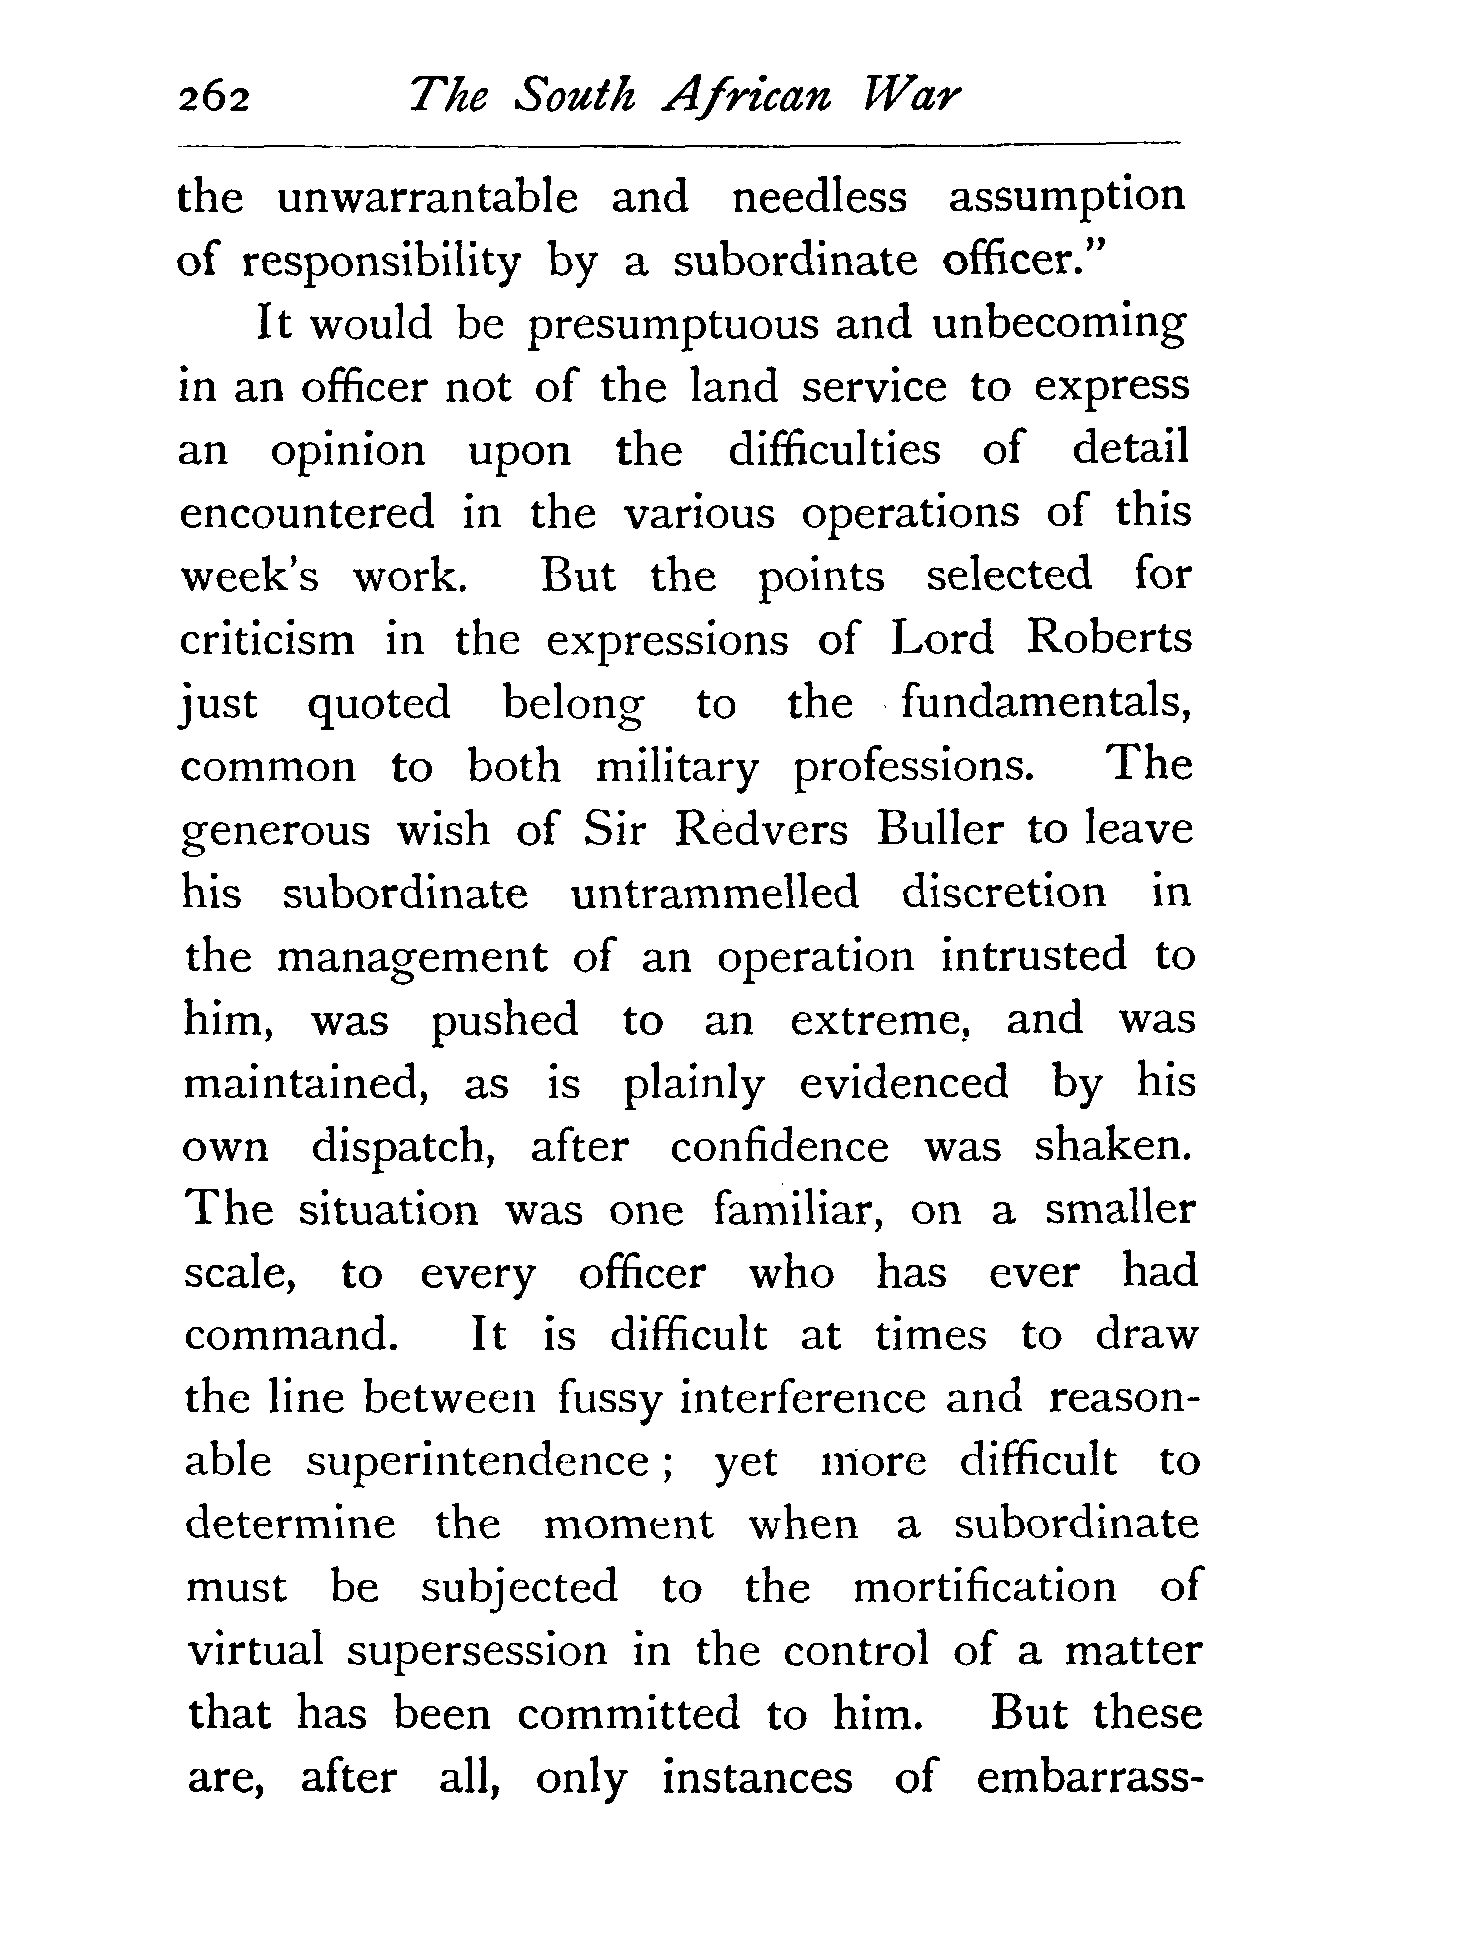 262 The South African War
the unwarrantable and needless assumption
of responsibility by a subordinate officer.”
It would be presumptuous and unbecoming
in an officer not of the land service to express
an opinion upon the difficulties of detail
encountered in the various operations of this
week’s work. But the points selected for
criticism in the expressions of Lord Roberts
just quoted belong to the fundamentals,
common to both military professions. The
generous wish of Sir Redvers Buller to leave
his subordinate untrammelled discretion in
the management of an operation intrusted to
him, was pushed to an extreme, and was
maintained, as is plainly evidenced by his
own dispatch, after confidence was shaken.
The situation was one familiar, on a smaller
scale, to every officer who has ever had
command. It is difficult at times to draw
the line between fussy interference and reason-
able superintendence ; yet more difficult to
determine the moment when a subordinate
must be subjected to the mortification of
virtual supersession in the control of a matter
that has been committed to him. But these
are, after all, only instances of embarrass-